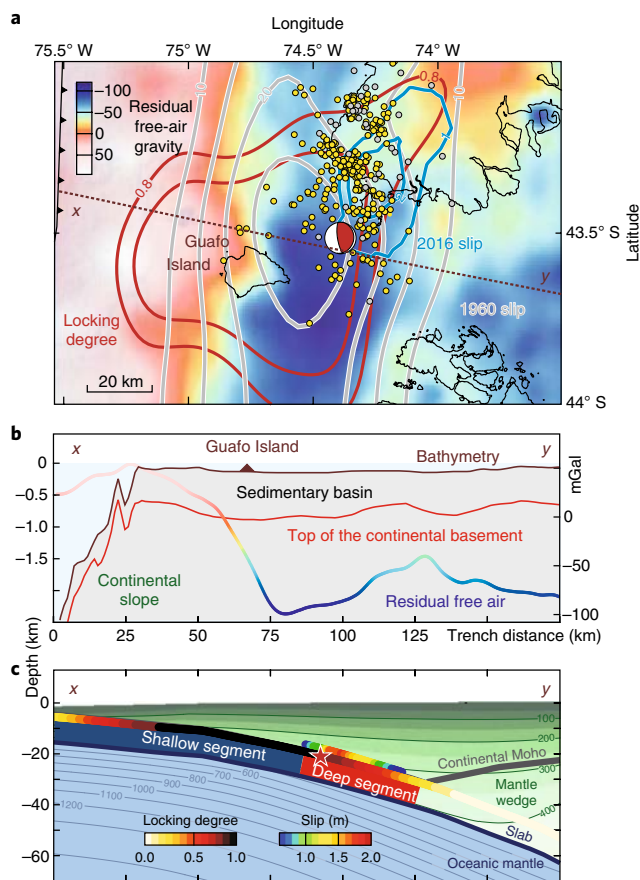 a
Longitude
75.5° W 75° W 74.5° W 74° W
−100
−50
0
50
Residual
free-air
gravity
0.8
0.8
10
20
10
1
x
Guafo
Island
2016 slip
43.5° S
Latitude
y
Locking
degree
1960 slip
20 km
44° S
b
x
Guafo Island
Bathymetry
y
mGal
0
−0.5
−1.0
−1.5
Sedimentary basin
Top of the continental basement
Continental
slope
Residual free air
0
−50
−100
0 25 50 75 100 125 Trench distance (km)
Depth (km)
c
x
y
0
−20
−40
−60
100
200
300
400
Shallow segment
Deep segment
Continental Moho
Mantle
wedge
Slab
Oceanic mantle
600
700
800
900
1000
1100
1200
Locking degree
0.0 0.5 1.0
Slip (m)
1.0 1.5 2.0